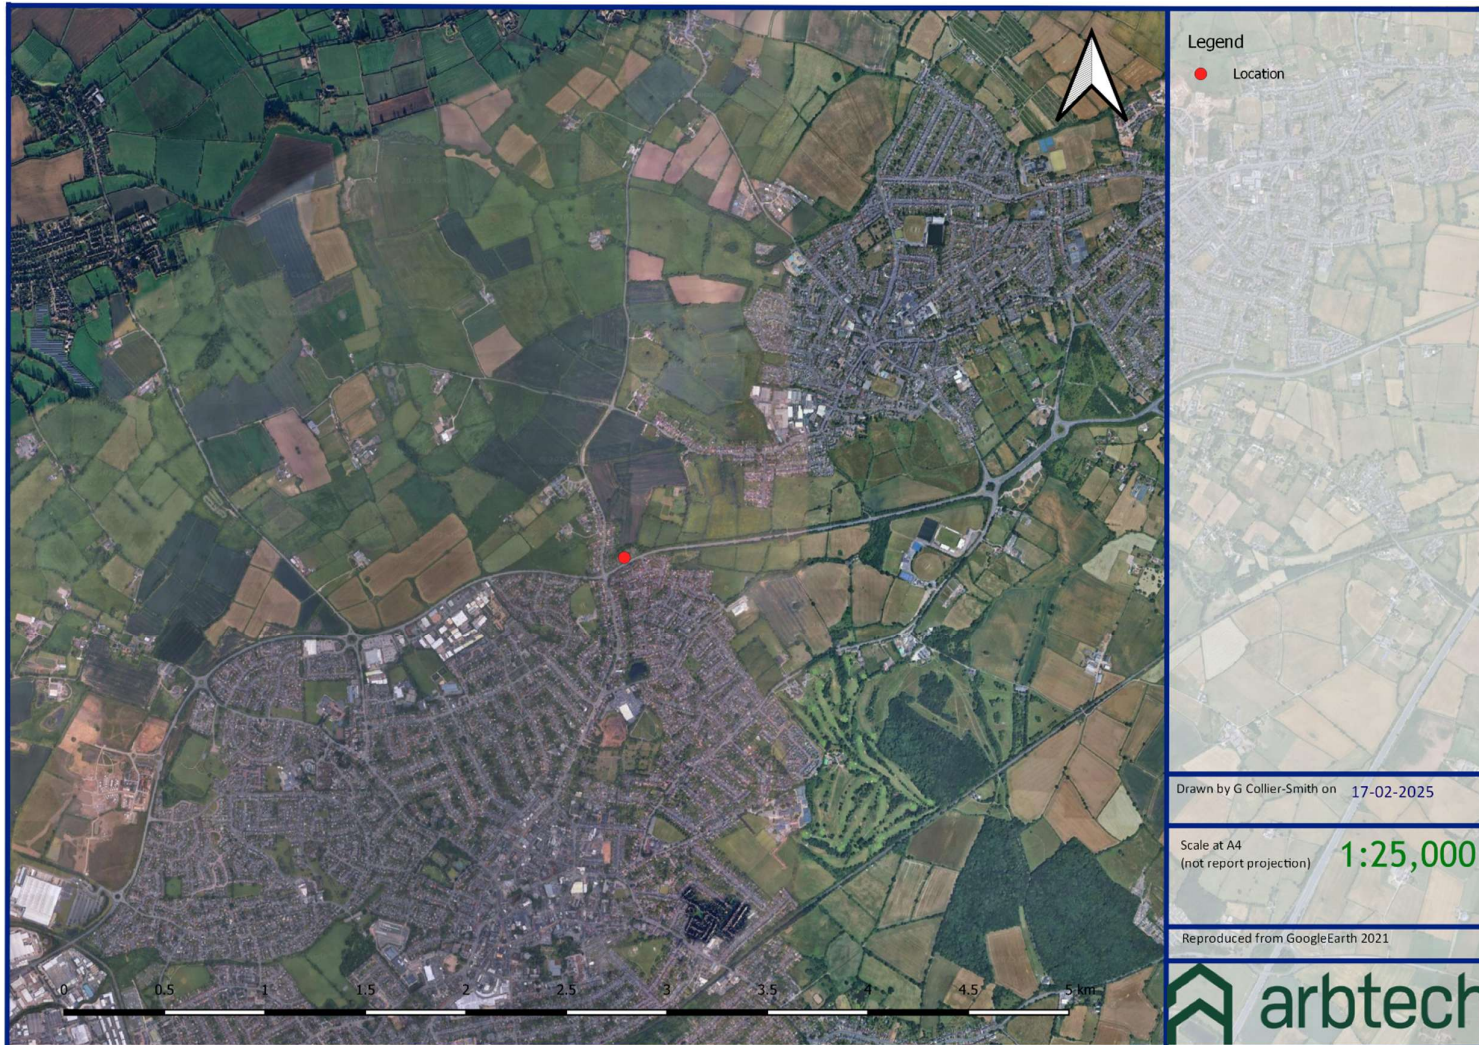 Legend
Location
Drawn by G Collier-Smith on 17-02-2025
Scale at A4
(not report projection)
1:25,000
Reproduced from GoogleEarth 2021
arbtech
0 0.5 1 1.5 2 2.5 3 3.5 4 4.5 5 km